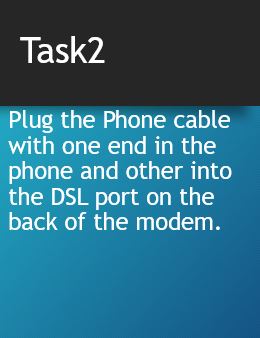 Task2
Plug the Phone cable
with one end in the
phone and other into
the DSL port on the
back of the modem.